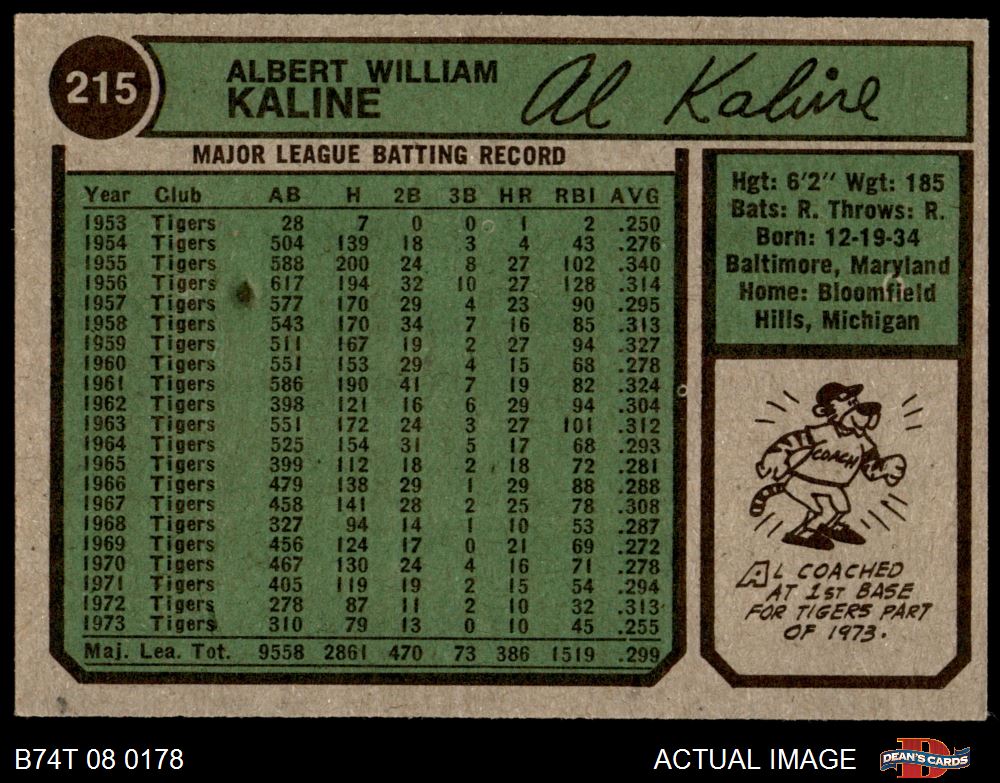 215
ALBERT WILLIAM
KALINE
Al Kaline
MAJOR LEAGUE BATTING RECORD
Year Club AB H 2B 3B HR RBI AVG
1953 Tigers 28 7 0 0 1 2 .250
1954 Tigers 504 139 18 3 4 43 .276
1955 Tigers 588 200 24 8 27 102 .340
1956 Tigers 617 194 32 10 27 128 .314
1957 Tigers 577 170 29 4 23 90 .295
1958 Tigers 543 170 34 7 16 85 .313
1959 Tigers 511 167 19 2 27 94 .327
1960 Tigers 551 153 29 4 15 68 .278
1961 Tigers 586 190 41 7 19 82 .324
1962 Tigers 398 121 16 6 29 94 .304
1963 Tigers 551 172 24 3 27 101 .312
1964 Tigers 525 154 31 5 17 68 .293
1965 Tigers 399 112 18 2 18 72 .281
1966 Tigers 479 138 29 1 29 88 .288
1967 Tigers 458 141 28 2 25 78 .308
1968 Tigers 327 94 14 1 10 53 .287
1969 Tigers 456 124 17 0 21 69 .272
1970 Tigers 467 130 24 4 16 71 .278
1971 Tigers 405 119 19 2 15 54 .294
1972 Tigers 278 87 11 2 10 32 .313
1973 Tigers 310 79 13 0 10 45 .255
Maj. Lea. Tot. 9558 2861 470 73 386 1519 .299
Hgt: 6'2" Wgt: 185
Bats: R. Throws: R.
Born: 12-19-34
Baltimore, Maryland
Home: Bloomfield
Hills, Michigan
COACH
AL COACHED
AT 1ST BASE
FOR TIGERS PART
OF 1973.
B74T 08 0178
ACTUAL IMAGE
DEAN'S CARDS